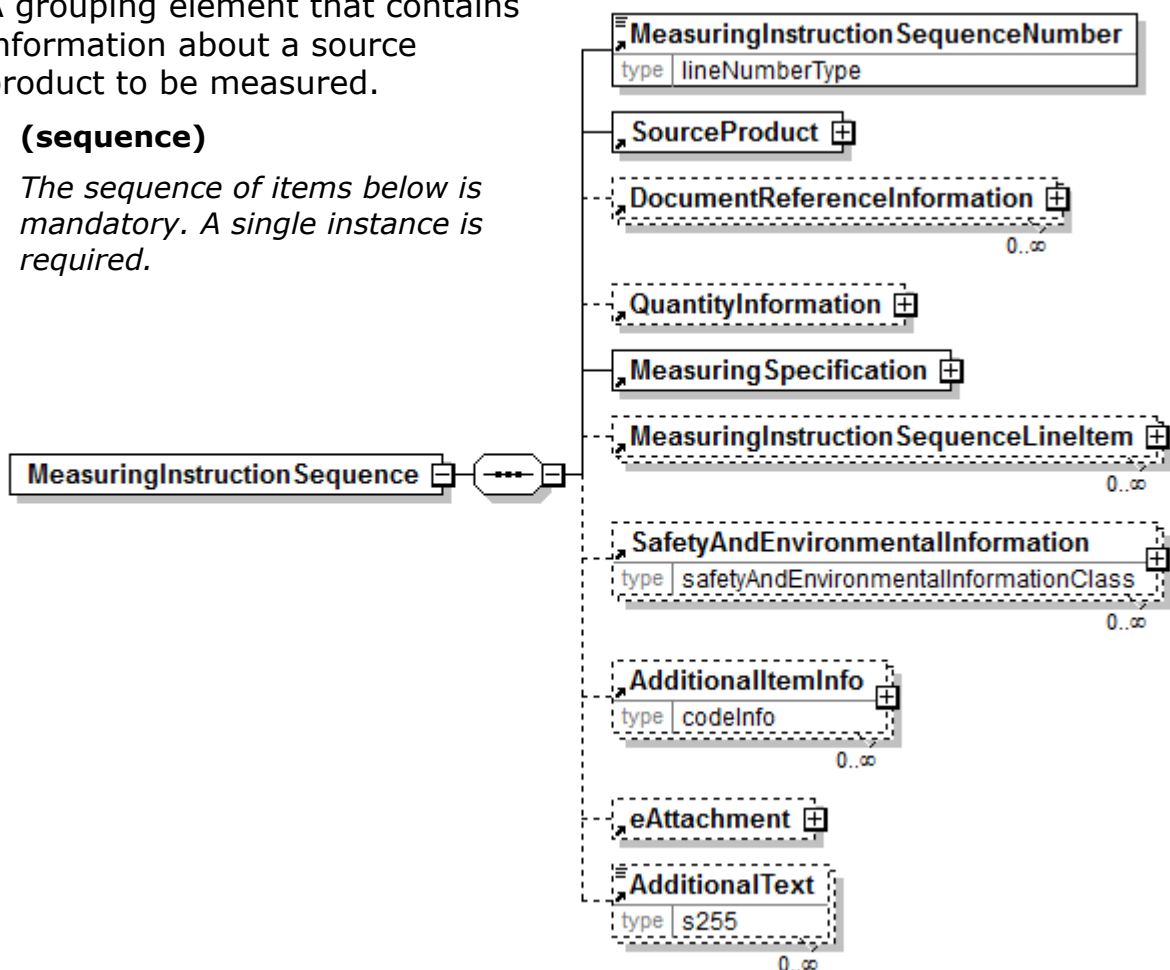 A grouping element that contains
information about a source
product to be measured.
(sequence)
The sequence of items below is
mandatory. A single instance is
required.
MeasuringInstructionSequence
MeasuringInstructionSequenceNumber
type lineNumberType
SourceProduct
DocumentReferenceInformation
0..∞
QuantityInformation
MeasuringSpecification
MeasuringInstructionSequenceLineItem
0..∞
SafetyAndEnvironmentalInformation
type safetyAndEnvironmentalInformationClass
0..∞
AdditionalItemInfo
type codeInfo
0..∞
eAttachment
AdditionalText
type s255
0..∞